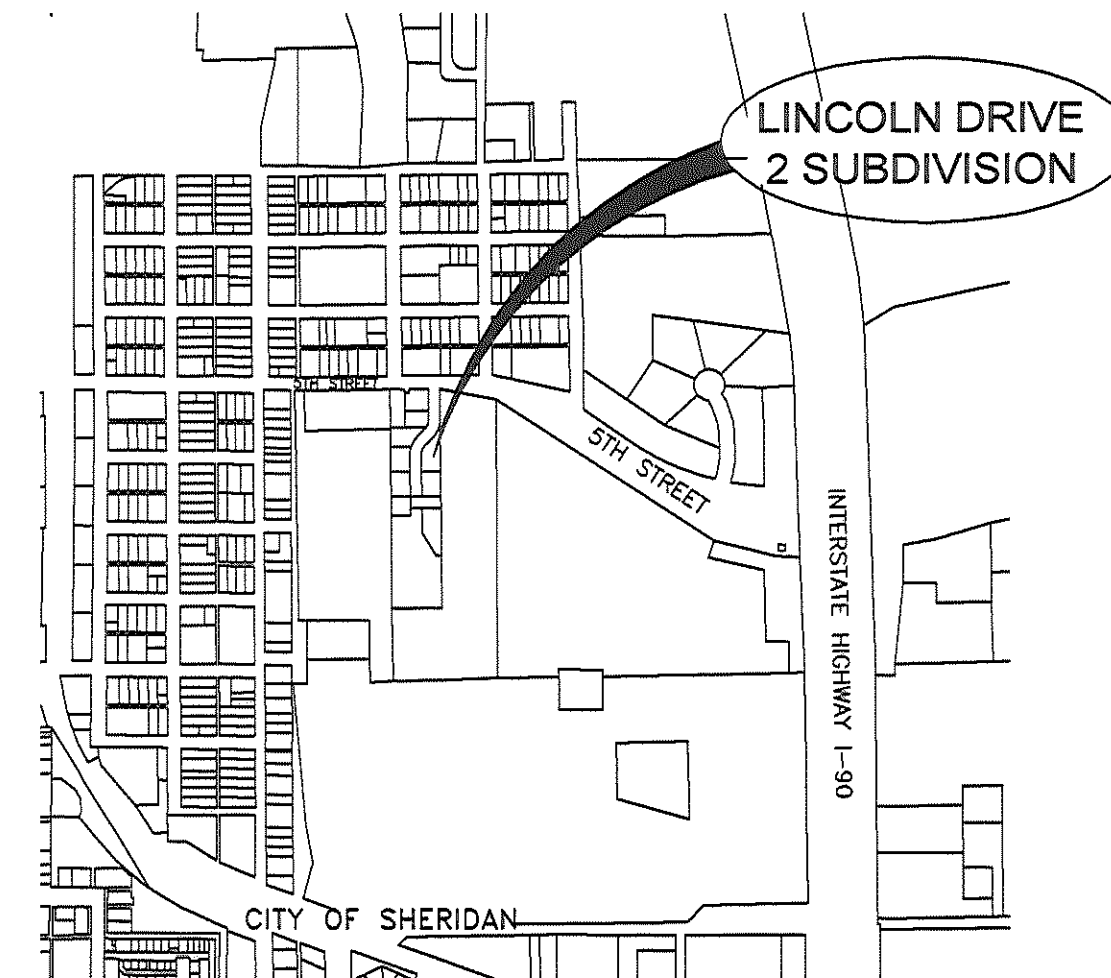 LINCOLN DRIVE
2 SUBDIVISION
5TH STREET
5TH STREET
INTERSTATE HIGHWAY I-90
CITY OF SHERIDAN